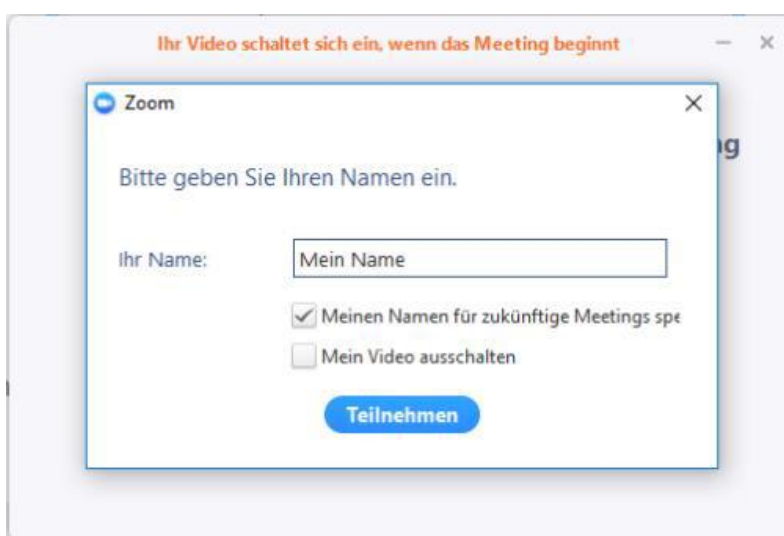 Ihr Video schaltet sich ein, wenn das Meeting beginnt
Zoom
Bitte geben Sie Ihren Namen ein.
Ihr Name:
Mein Name
Meinen Namen für zukünftige Meetings spe
Mein Video ausschalten
Teilnehmen